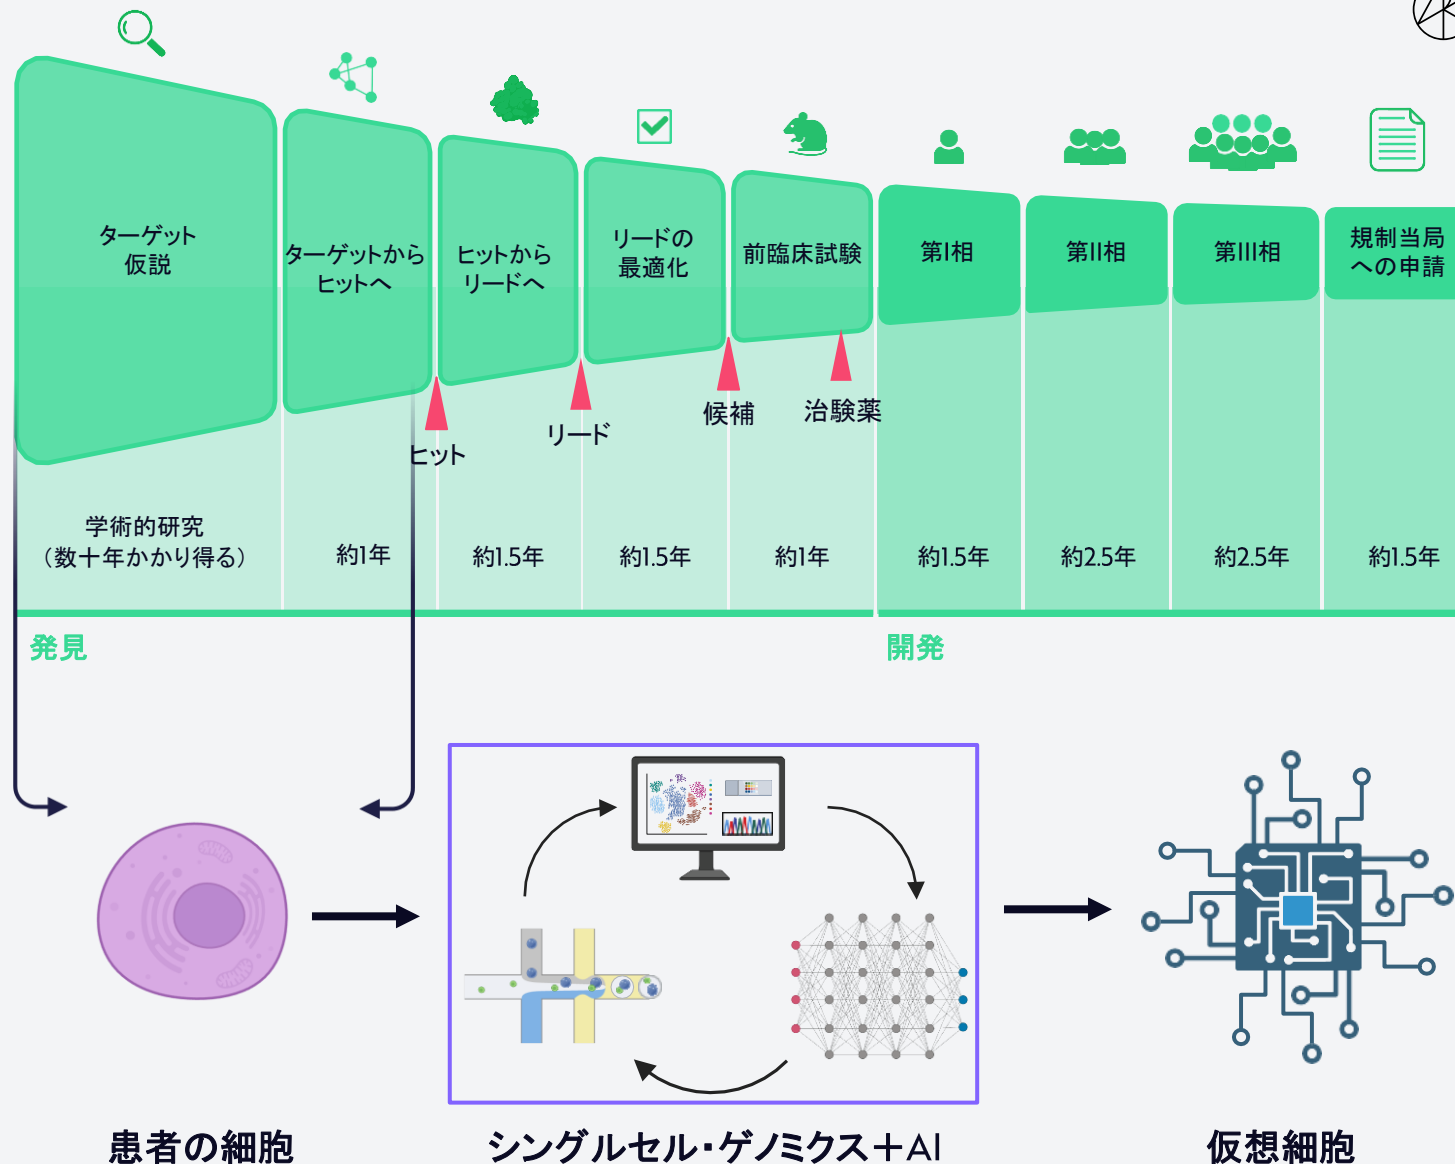 ターゲット
仮説
ターゲットから
ヒットへ
ヒットから
リードへ
リードの
最適化
前臨床試験
第I相
第II相
第III相
規制当局
への申請
ヒット
リード
候補
治験薬
学術的研究
（数十年かかり得る）
約1年
約1.5年
約1.5年
約1年
約1.5年
約2.5年
約2.5年
約1.5年
発見
開発
患者の細胞
シングルセル・ゲノミクス＋AI
仮想細胞